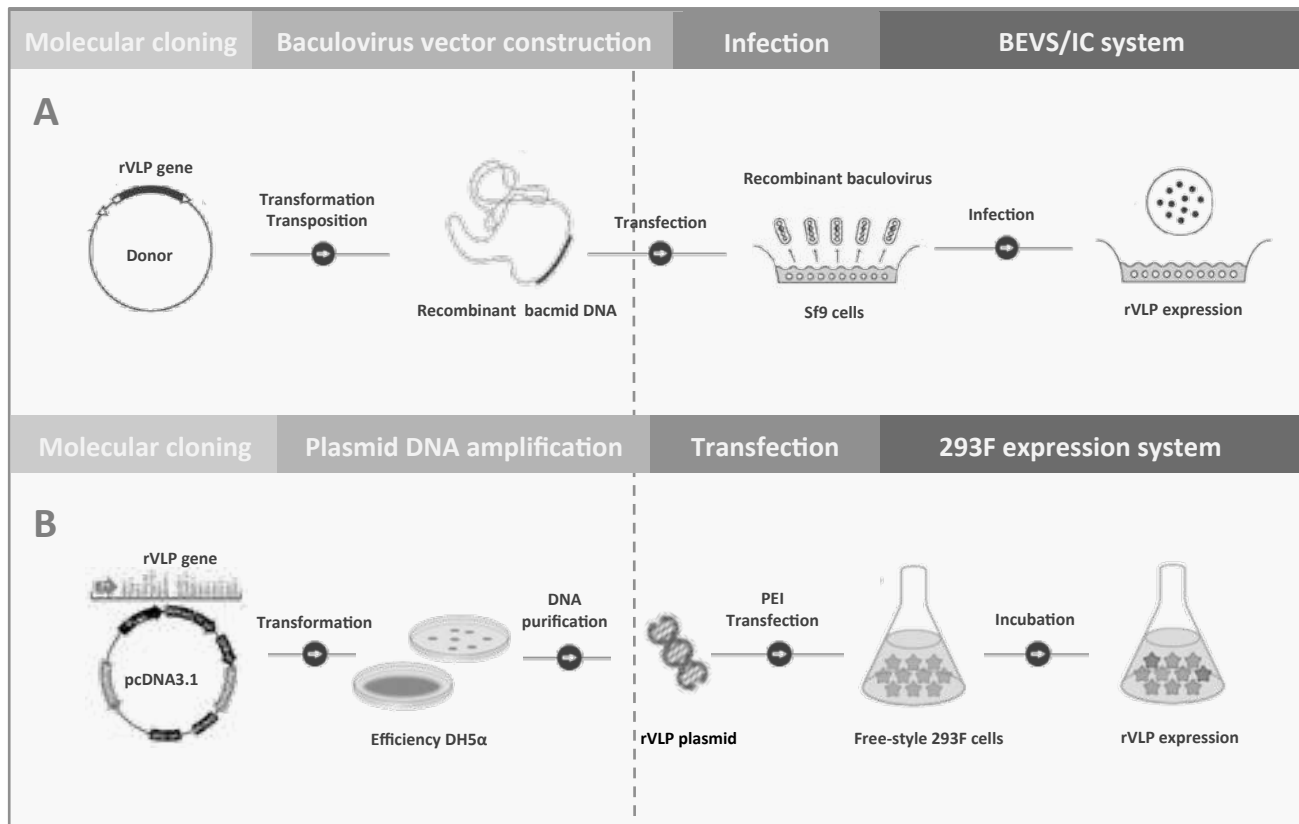 Molecular cloning
Baculovirus vector construction
Infection
BEVS/IC system
A
rVLP gene
Donor
Transformation
Transposition
Recombinant bacmid DNA
Transfection
Recombinant baculovirus
Sf9 cells
Infection
rVLP expression
Molecular cloning
Plasmid DNA amplification
Transfection
293F expression system
B
rVLP gene
pcDNA3.1
Transformation
Efficiency DH5α
DNA
purification
rVLP plasmid
PEI
Transfection
Free-style 293F cells
Incubation
rVLP expression